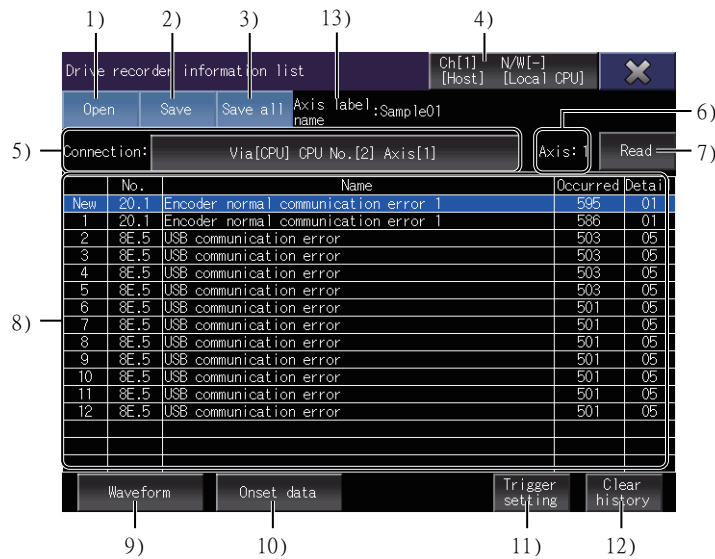 1) 2) 3) 13) 4)
Drive recorder information list
Ch[1] N/W[-]
[Host] [Local CPU]
Open Save Save all Axis label name :Sample01
6)
5) Connection: Via[CPU] CPU No.[2] Axis[1] Axis: 1 Read 7)
No. Name Occurred Detai
New 20.1 Encoder normal communication error 1 595 01
1 20.1 Encoder normal communication error 1 586 01
2 8E.5 USB communication error 503 05
3 8E.5 USB communication error 503 05
4 8E.5 USB communication error 503 05
5 8E.5 USB communication error 503 05
6 8E.5 USB communication error 501 05
8) 7 8E.5 USB communication error 501 05
8 8E.5 USB communication error 501 05
9 8E.5 USB communication error 501 05
10 8E.5 USB communication error 501 05
11 8E.5 USB communication error 501 05
12 8E.5 USB communication error 501 05
Waveform Onset data Trigger setting Clear history
9) 10) 11) 12)